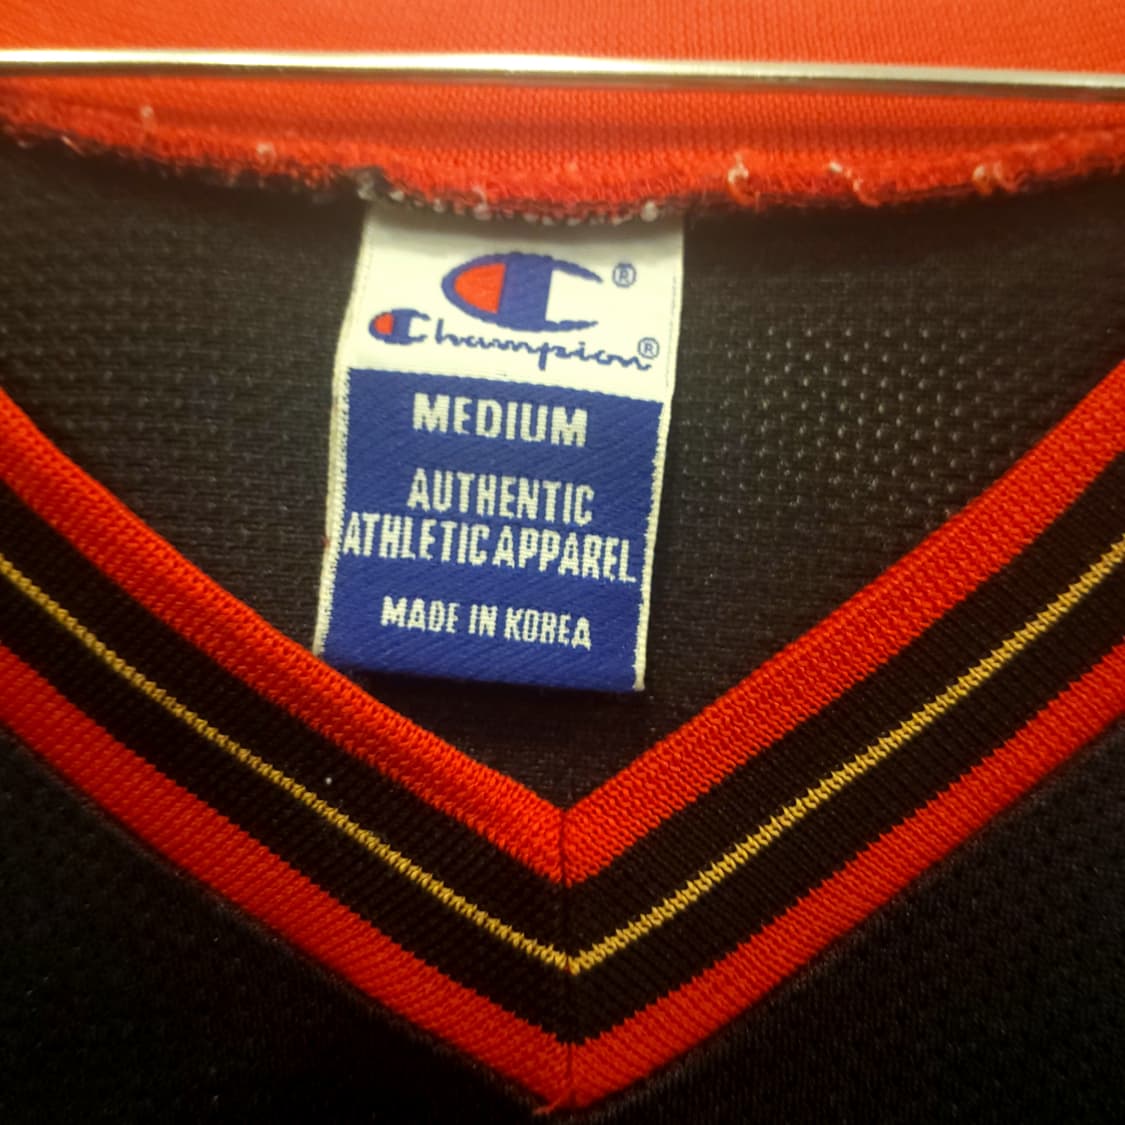 ®
Champion®
MEDIUM
AUTHENTIC
ATHLETIC APPAREL
MADE IN KOREA